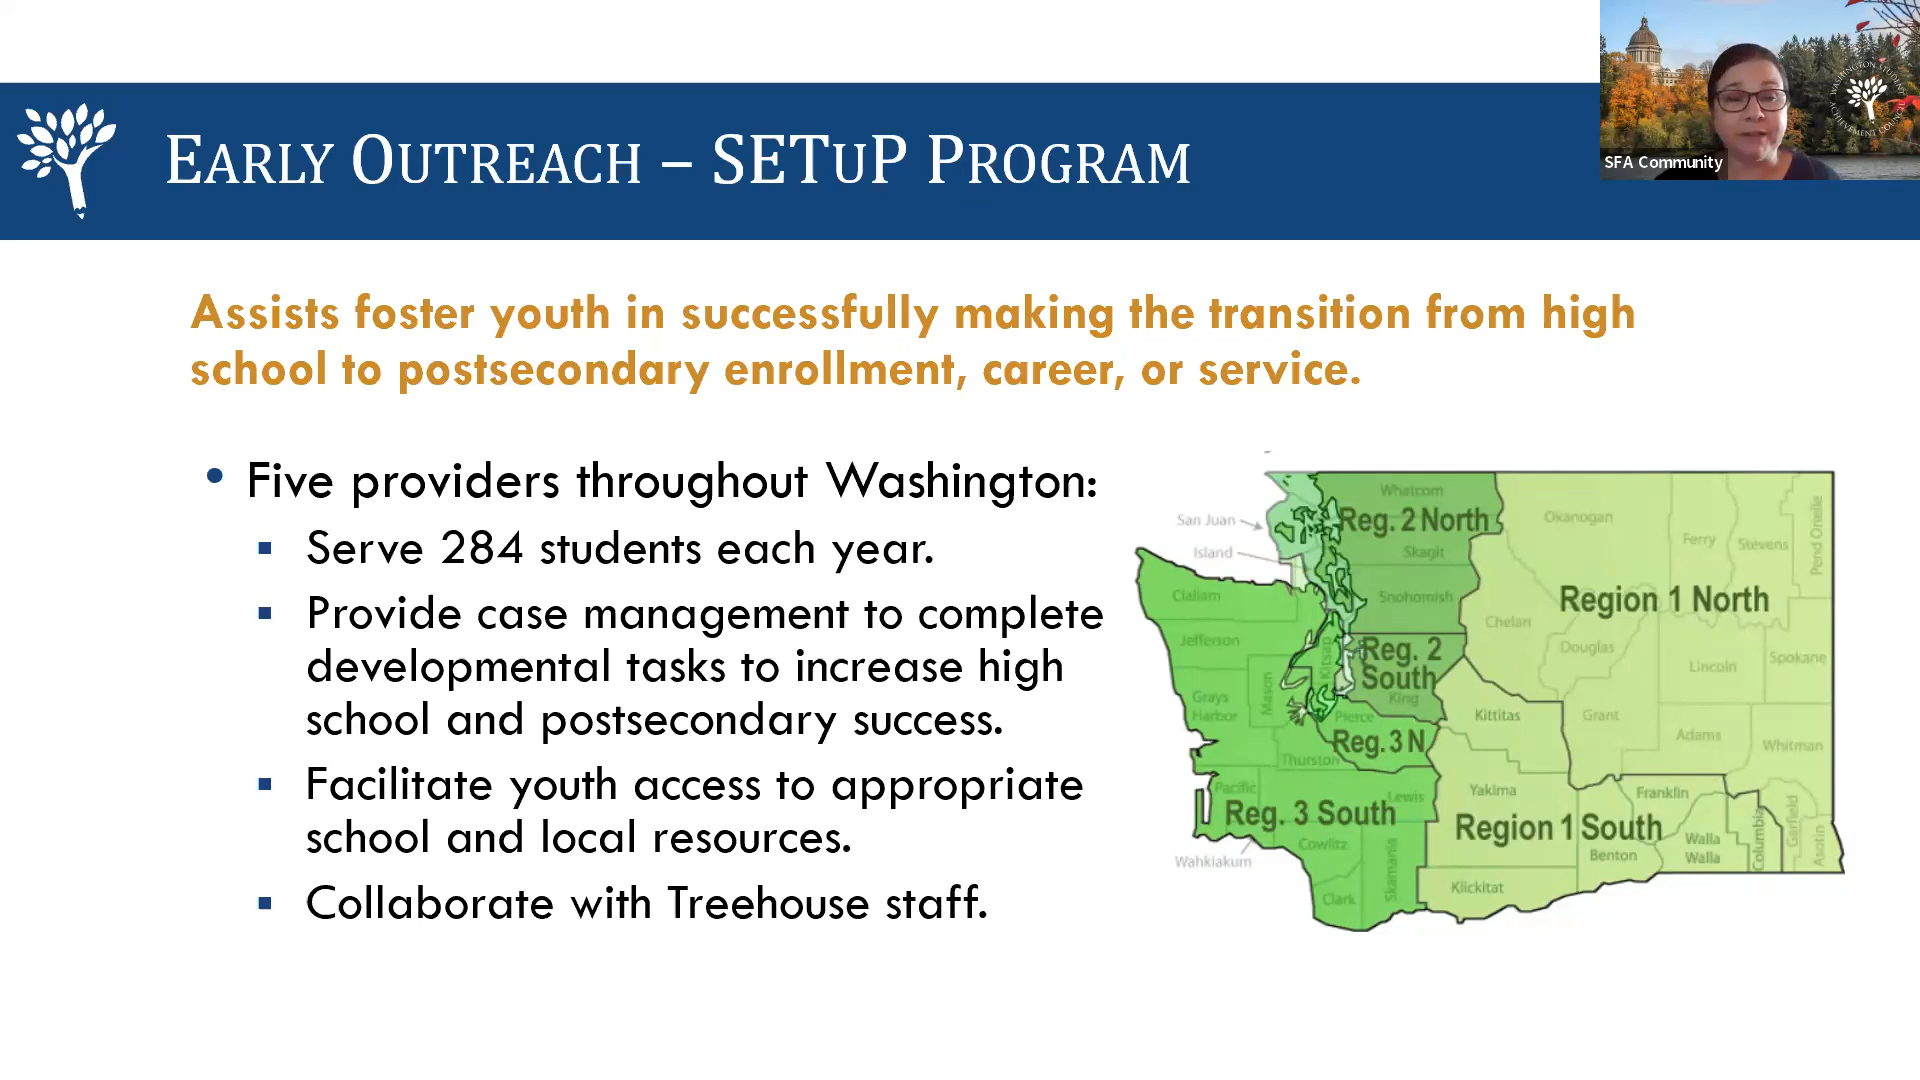 EARLY OUTREACH – SETUP PROGRAM
WASHINGTON STUDENT ACHIEVEMENT COUNCIL
SFA Community
Assists foster youth in successfully making the transition from high
school to postsecondary enrollment, career, or service.
• Five providers throughout Washington:
▪ Serve 284 students each year.
▪ Provide case management to complete
developmental tasks to increase high
school and postsecondary success.
▪ Facilitate youth access to appropriate
school and local resources.
▪ Collaborate with Treehouse staff.
Whatcom
Reg. 2 North
San Juan
Island
Skagit
Okanogan
Ferry
Stevens
Pend Oreille
Clallam
Snohomish
Region 1 North
Jefferson
Chelan
Douglas
Kitsap
Reg. 2
South
King
Lincoln
Spokane
Grays
Harbor
Mason
Pierce
Kittitas
Grant
Adams
Whitman
Reg. 3 N
Thurston
Pacific
Lewis
Reg. 3 South
Yakima
Franklin
Region 1 South
Benton
Walla
Walla
Columbia
Garfield
Asotin
Wahkiakum
Cowlitz
Skamania
Clark
Klickitat